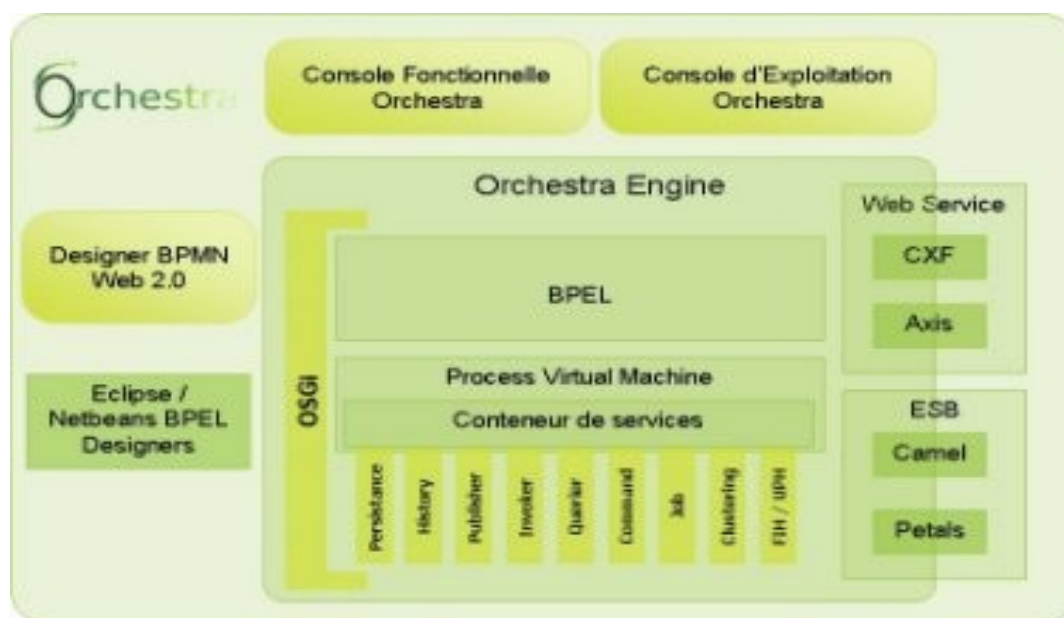 Orchestra
Console Fonctionnelle
Orchestra
Console d'Exploitation
Orchestra
Orchestra Engine
Designer BPMN
Web 2.0
Eclipse /
Netbeans BPEL
Designers
OSGi
BPEL
Process Virtual Machine
Conteneur de services
Persistance
History
Publisher
Invoker
Querier
Command
Job
Clustering
FIH / UPH
Web Service
CXF
Axis
ESB
Camel
Petals